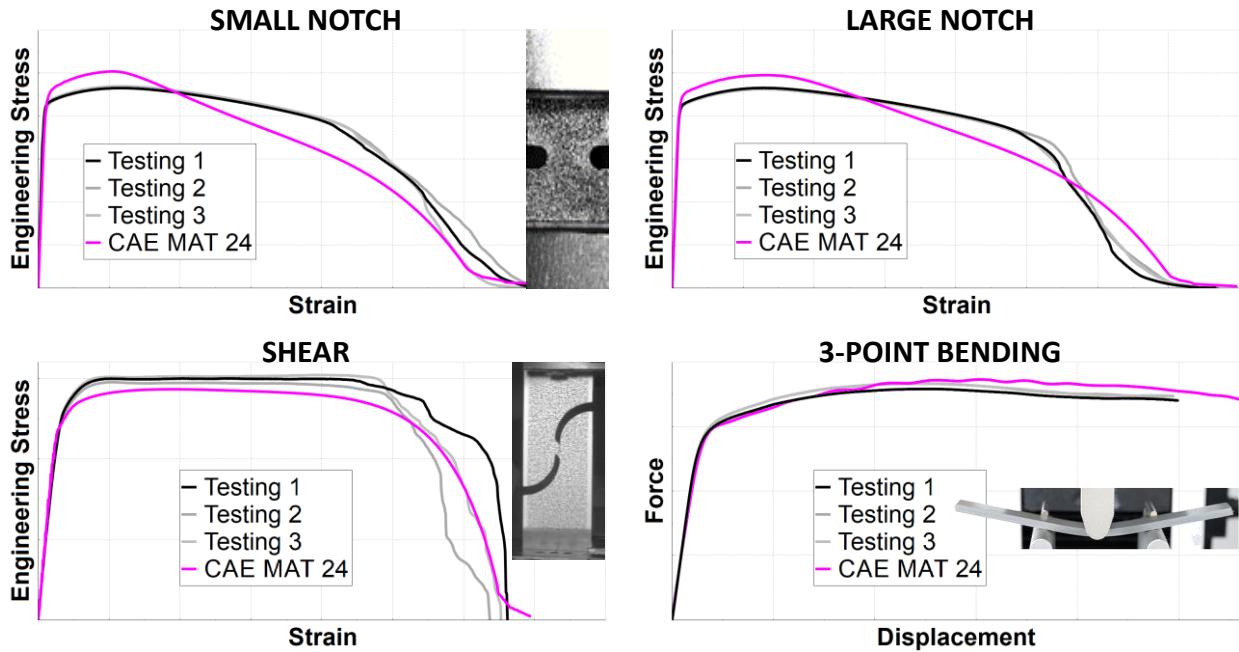 SMALL NOTCH
Engineering Stress
Testing 1
Testing 2
Testing 3
CAE MAT 24
Strain
LARGE NOTCH
Engineering Stress
Testing 1
Testing 2
Testing 3
CAE MAT 24
Strain
SHEAR
Engineering Stress
Testing 1
Testing 2
Testing 3
CAE MAT 24
Strain
3-POINT BENDING
Force
Testing 1
Testing 2
Testing 3
CAE MAT 24
Displacement